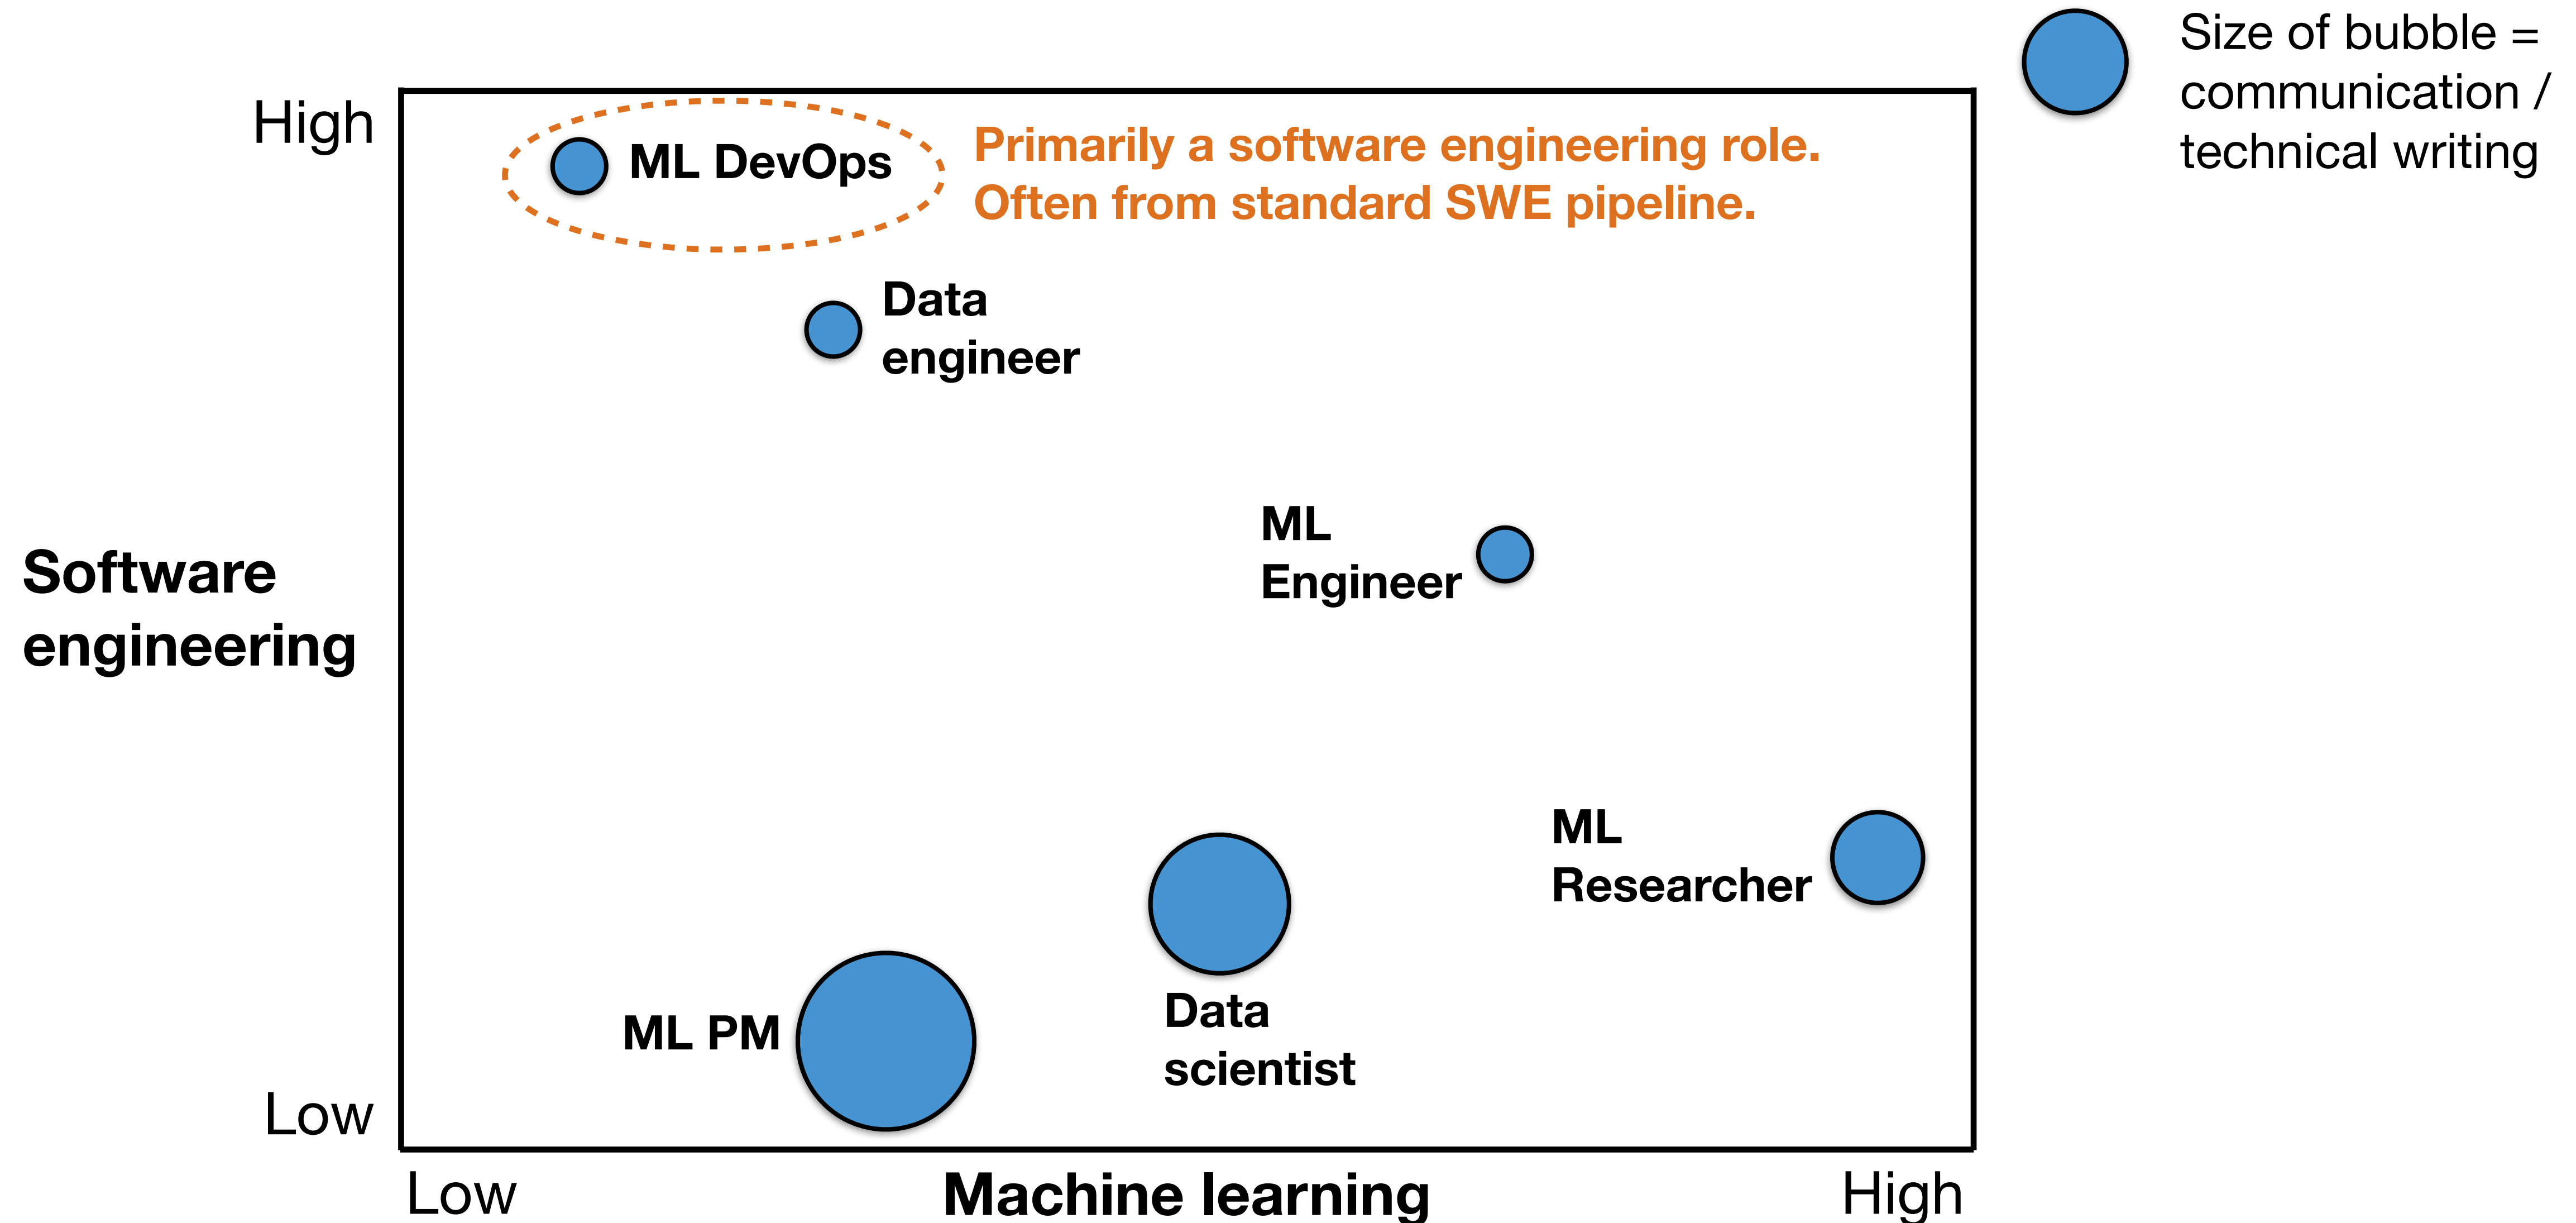 Size of bubble =
communication /
technical writing
High
ML DevOps
Primarily a software engineering role.
Often from standard SWE pipeline.
Data
engineer
ML
Engineer
Software
engineering
ML
Researcher
Data
scientist
ML PM
Low
Low
Machine learning
High